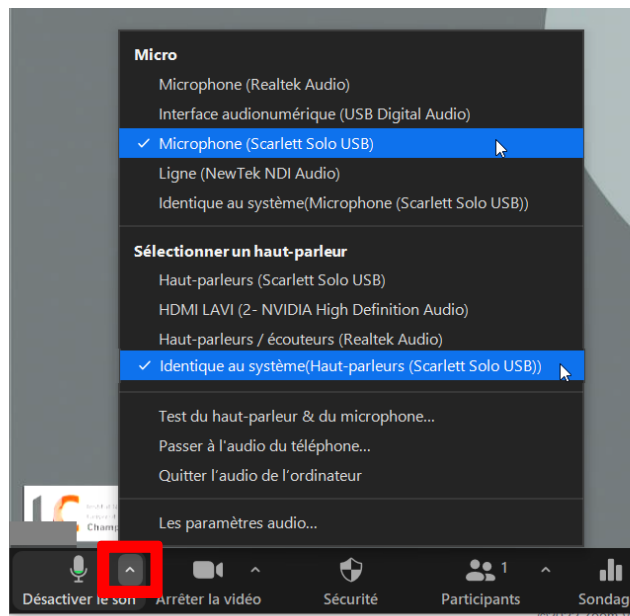 Micro
Microphone (Realtek Audio)
Interface audionumérique (USB Digital Audio)
Microphone (Scarlett Solo USB)
Ligne (NewTek NDI Audio)
Identique au système(Microphone (Scarlett Solo USB))
Sélectionner un haut-parleur
Haut-parleurs (Scarlett Solo USB)
HDMI LAVI (2- NVIDIA High Definition Audio)
Haut-parleurs / écouteurs (Realtek Audio)
Identique au système(Haut-parleurs (Scarlett Solo USB))
Test du haut-parleur & du microphone...
Passer à l'audio du téléphone...
Quitter l’audio de l’ordinateur
Les paramètres audio...
Champ
1
Désactiver le son Arrêter la vidéo Sécurité Participants Sondag